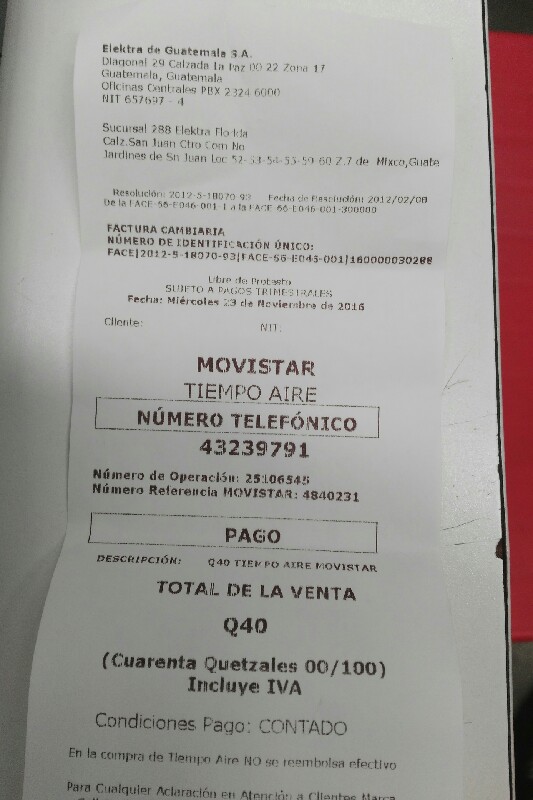 Elektra de Guatemala S.A.
Diagonal 29 Calzada La Paz 00 22 Zona 17
Guatemala, Guatemala
Oficinas Centrales PBX 2324 6000
NIT 657697 - 4
Sucursal 288 Elektra Florida
Calz.San Juan Ctro Com No
Jardines de Sn Juan Loc 52-53-54-55-59-60 Z.7 de Mixco,Guate
Resolución: 2012-5-18070-93 Fecha de Resolución: 2012/02/08
De la FACE-66-E046-001 1 a la FACE-66-E046-001-300000
FACTURA CAMBIARIA
NÚMERO DE IDENTIFICACIÓN ÚNICO:
FACE|2012-5-18070-93|FACE-66-E046-001|160000030288
Libre de Protesto
SUJETO A PAGOS TRIMESTRALES
Fecha: Miércoles 23 de Noviembre de 2016
Cliente: NIT:
MOVISTAR
TIEMPO AIRE
NÚMERO TELEFÓNICO
43239791
Número de Operación: 25106545
Número Referencia MOVISTAR: 4840231
PAGO
DESCRIPCIÓN: Q40 TIEMPO AIRE MOVISTAR
TOTAL DE LA VENTA
Q40
(Cuarenta Quetzales 00/100)
Incluye IVA
Condiciones Pago: CONTADO
En la compra de Tiempo Aire NO se reembolsa efectivo
Para Cualquier Aclaración en Atención a Clientes Marca